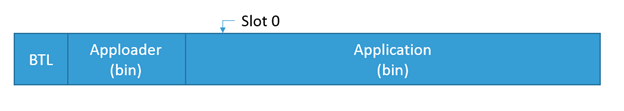 Slot 0
BTL
Apploader
(bin)
Application
(bin)